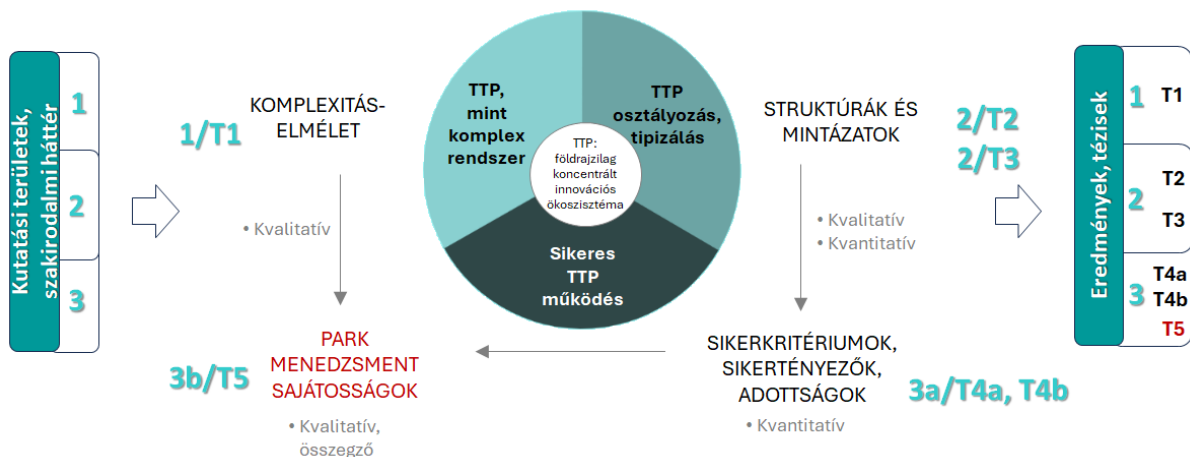 Kutatási területek,
szakirodalmi háttér
1
2
3
1/T1
KOMPLEXITÁS-
ELMÉLET
• Kvalitatív
PARK
MENEDZSMENT
SAJÁTOSSÁGOK
3b/T5
• Kvalitatív,
összegző
TTP,
mint
komplex
rendszer
TTP
osztályozás,
tipizálás
TTP:
földrajzilag
koncentrált
innovációs
ökoszisztéma
Sikeres
TTP
működés
STRUKTÚRÁK ÉS
MINTÁZATOK
2/T2
2/T3
• Kvalitatív
• Kvantitatív
SIKERKRITÉRIUMOK,
SIKERTÉNYEZŐK,
ADOTTSÁGOK
3a/T4a, T4b
• Kvantitatív
Eredmények, tézisek
1
T1
2
T2
T3
3
T4a
T4b
T5